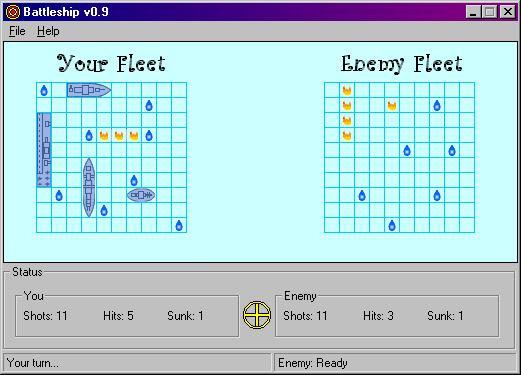 Battleship v0.9
File Help
Your Fleet Enemy Fleet
Status
You Enemy
Shots: 11 Hits: 5 Sunk: 1 Shots: 11 Hits: 3 Sunk: 1
Your turn... Enemy: Ready